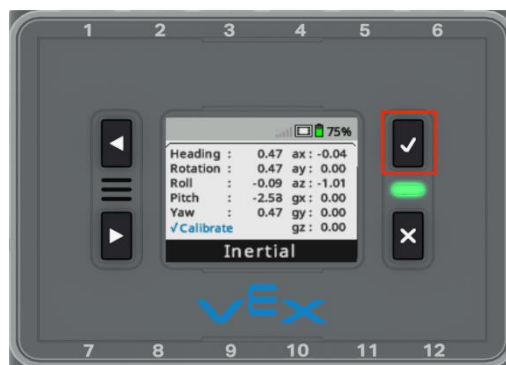 1 2 3 4 5 6
75%
Heading : 0.47 ax : -0.04
Rotation : 0.47 ay : 0.00
Roll : -0.09 az : -1.01
Pitch : -2.58 gx : 0.00
Yaw : 0.47 gy : 0.00
√Calibrate gz : 0.00
Inertial
vex
7 8 9 10 11 12